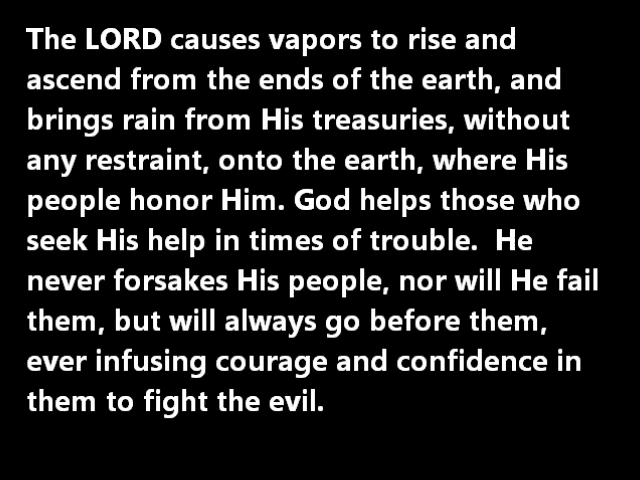 The LORD causes vapors to rise and
ascend from the ends of the earth, and
brings rain from His treasuries, without
any restraint, onto the earth, where His
people honor Him. God helps those who
seek His help in times of trouble.  He
never forsakes His people, nor will He fail
them, but will always go before them,
ever infusing courage and confidence in
them to fight the evil.